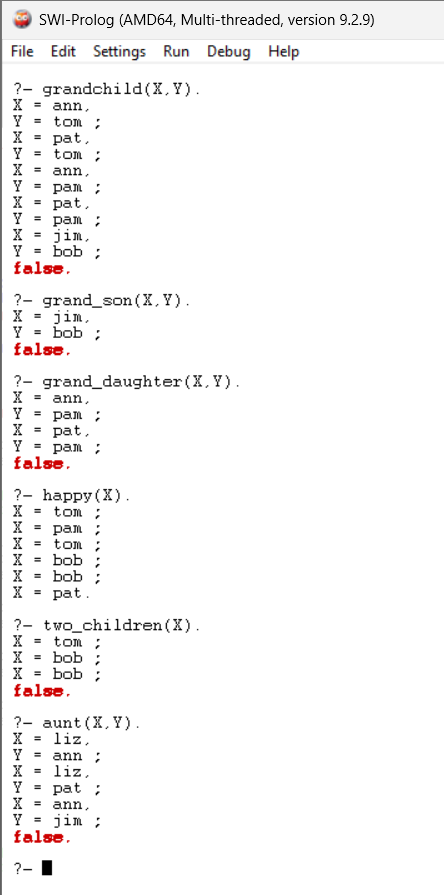 SWI-Prolog (AMD64, Multi-threaded, version 9.2.9)
File Edit Settings Run Debug Help
?- grandchild(X,Y).
X = ann,
Y = tom ;
X = pat,
Y = tom ;
X = ann,
Y = pam ;
X = pat,
Y = pam ;
X = jim,
Y = bob ;
false.
?- grand_son(X,Y).
X = jim,
Y = bob ;
false.
?- grand_daughter(X,Y).
X = ann,
Y = pam ;
X = pat,
Y = pam ;
false.
?- happy(X).
X = tom ;
X = pam ;
X = tom ;
X = bob ;
X = bob ;
X = pat.
?- two_children(X).
X = tom ;
X = bob ;
X = bob ;
false.
?- aunt(X,Y).
X = liz,
Y = ann ;
X = liz,
Y = pat ;
X = ann,
Y = jim ;
false.
?-